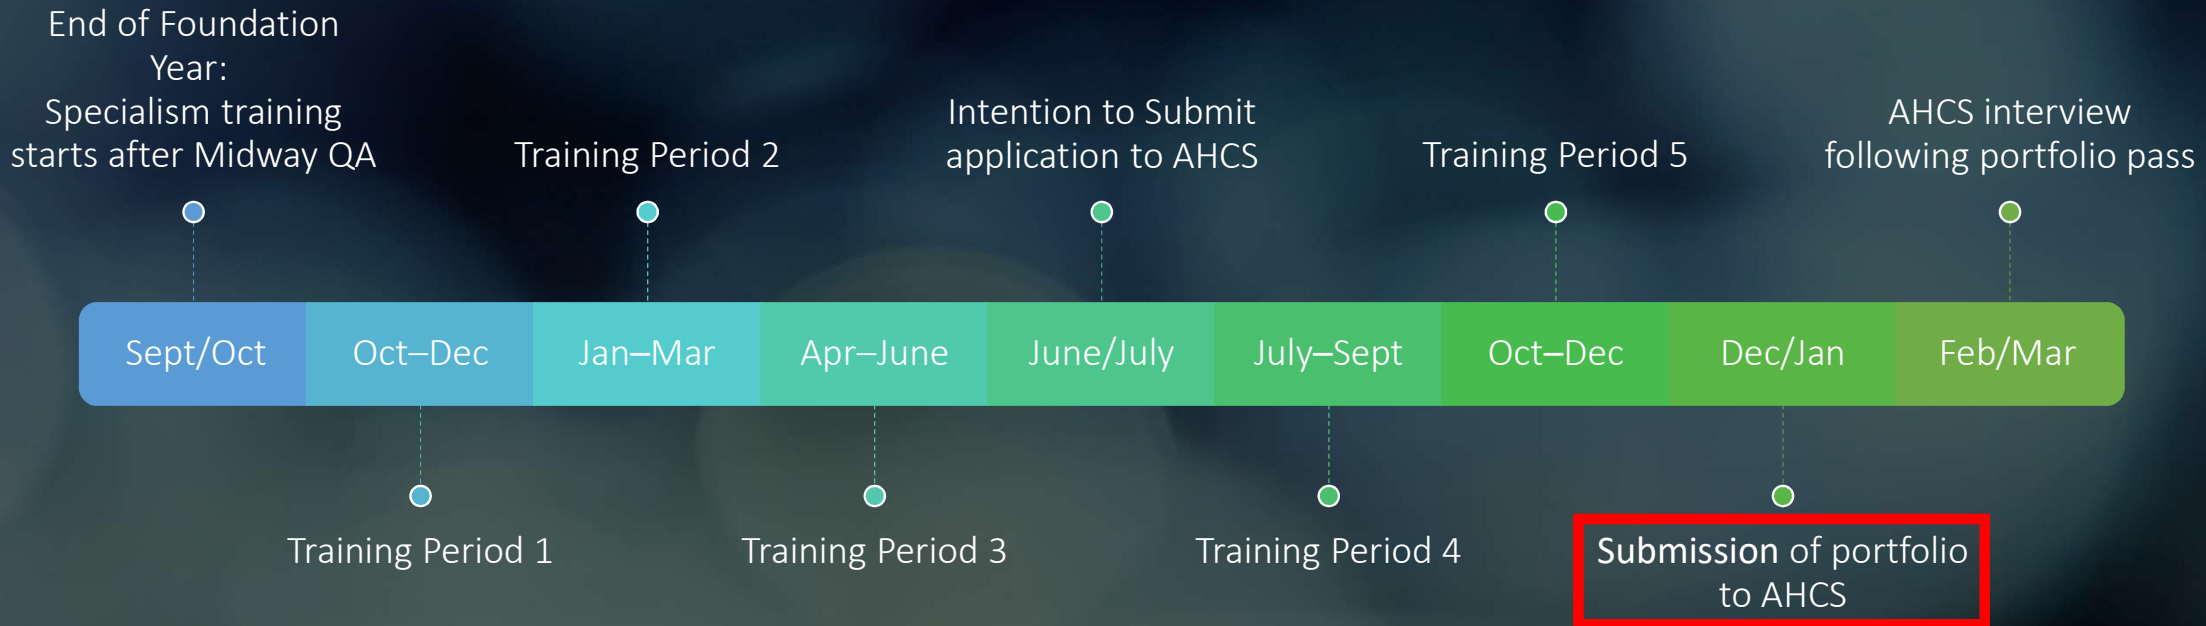 End of Foundation
Year:
Specialism training
starts after Midway QA
Training Period 2
Intention to Submit
application to AHCS
Training Period 5
AHCS interview
following portfolio pass
Sept/Oct
Oct–Dec
Jan–Mar
Apr–June
June/July
July–Sept
Oct–Dec
Dec/Jan
Feb/Mar
Training Period 1
Training Period 3
Training Period 4
Submission of portfolio
to AHCS